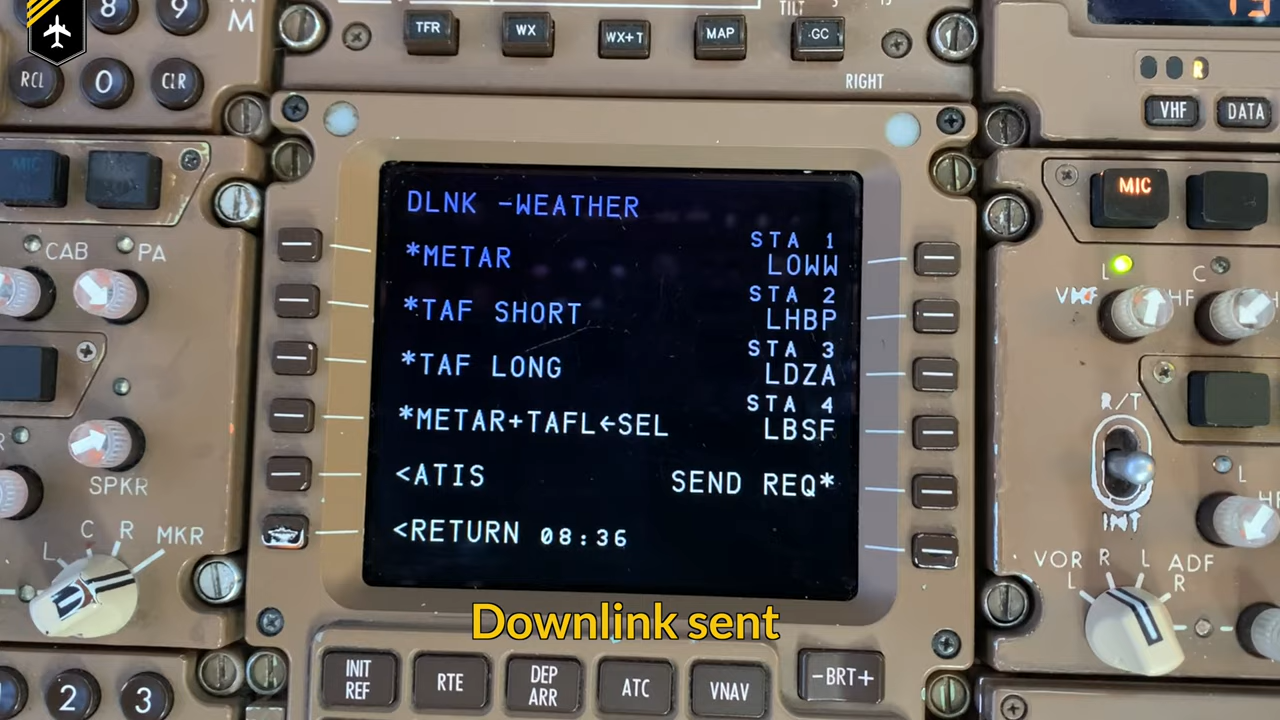 8 9 M
M
TFR WX WX+T MAP GC
TILT
RCL 0 CLR
RIGHT
R
VHF DATA
DLNK -WEATHER
STA 1
*METAR LOWW
STA 2
*TAF SHORT LHBP
STA 3
*TAF LONG LDZA
STA 4
*METAR+TAFL←SEL LBSF
<ATIS SEND REQ*
<RETURN 08:36
MIC
MIC
CAB PA
L C
VHF HF
R/T
INT
SPKR
L
HF
C R MKR
L
VOR R L ADF
L R
Downlink sent
INIT REF
RTE
DEP ARR
ATC
VNAV
-BRT+
2 3